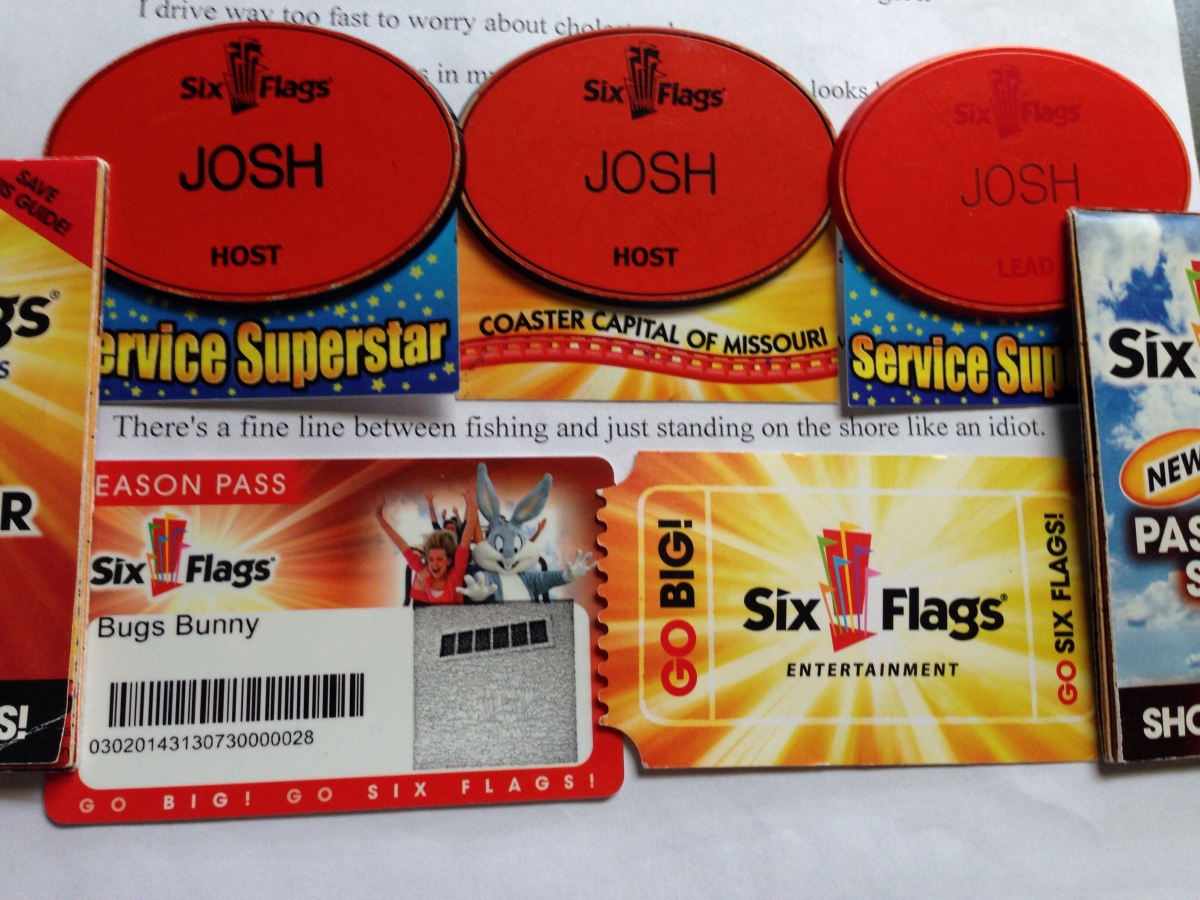 I drive way too fast to worry about
in
looks
Six Flags
JOSH
HOST
Service Superstar
Six Flags
JOSH
HOST
COASTER CAPITAL OF MISSOURI
Six Flags
JOSH
LEAD
Service Sup
SAVE
IS GUIDE!
gs®
S
R
S!
There's a fine line between fishing and just standing on the shore like an idiot.
EASON PASS
Six Flags®
Bugs Bunny
03020143130730000028
GO BIG! GO SIX FLAGS!
GO BIG!
Six Flags®
ENTERTAINMENT
GO SIX FLAGS!
Six
NEW
PAS
S
SHO